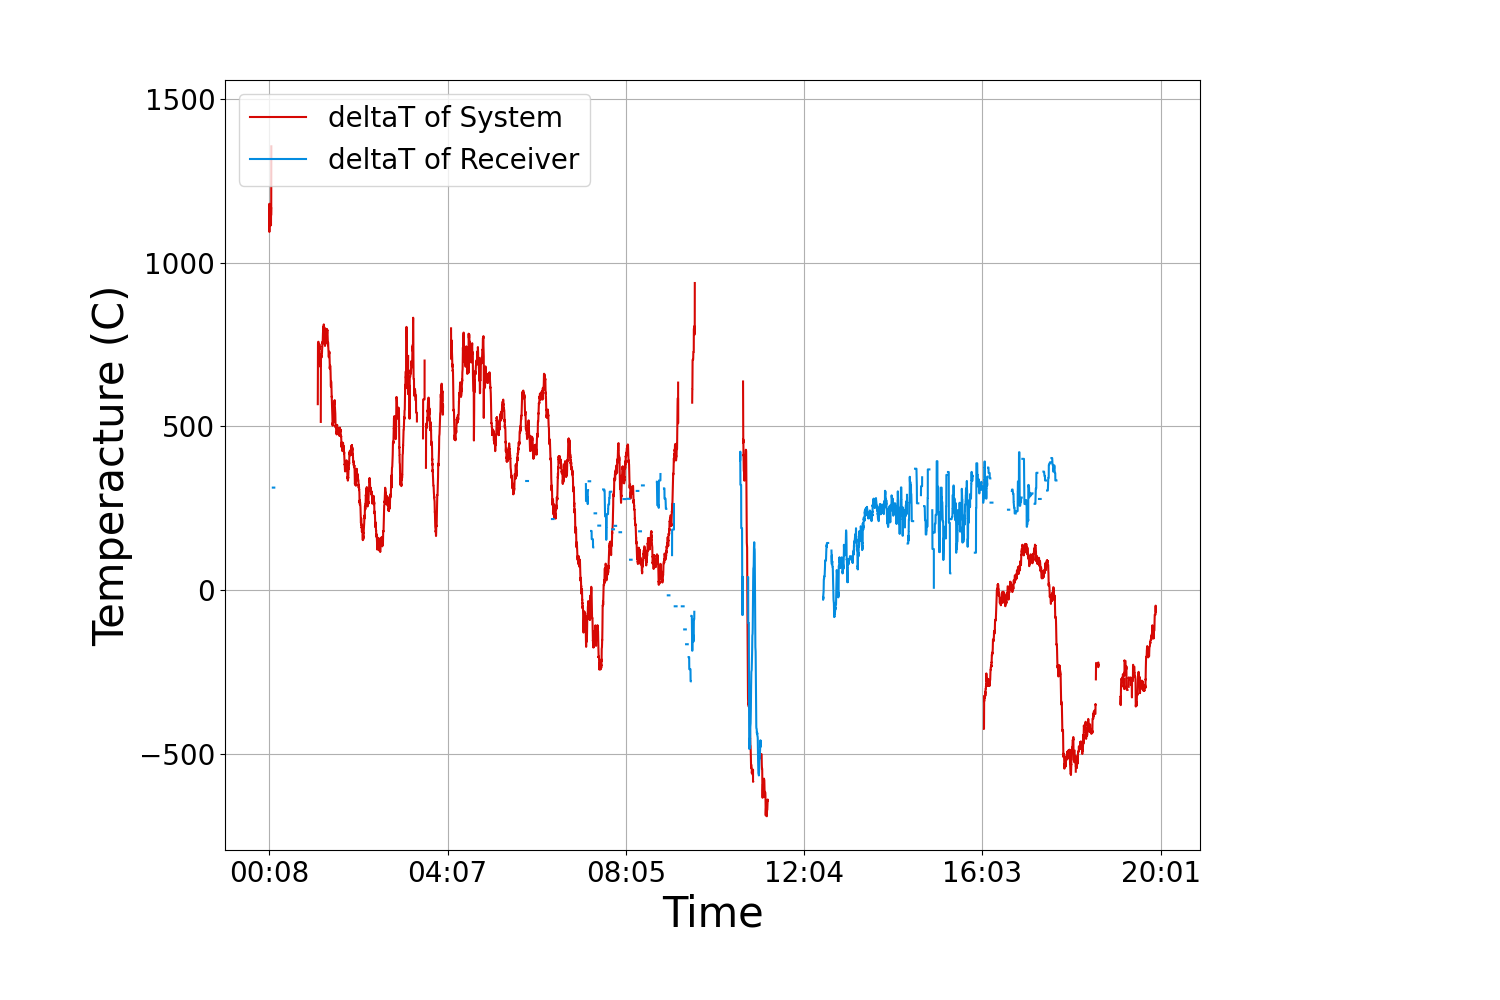 deltaT of System
deltaT of Receiver
1500
1000
500
0
−500
Temperacture (C)
00:08 04:07 08:05 12:04 16:03 20:01
Time